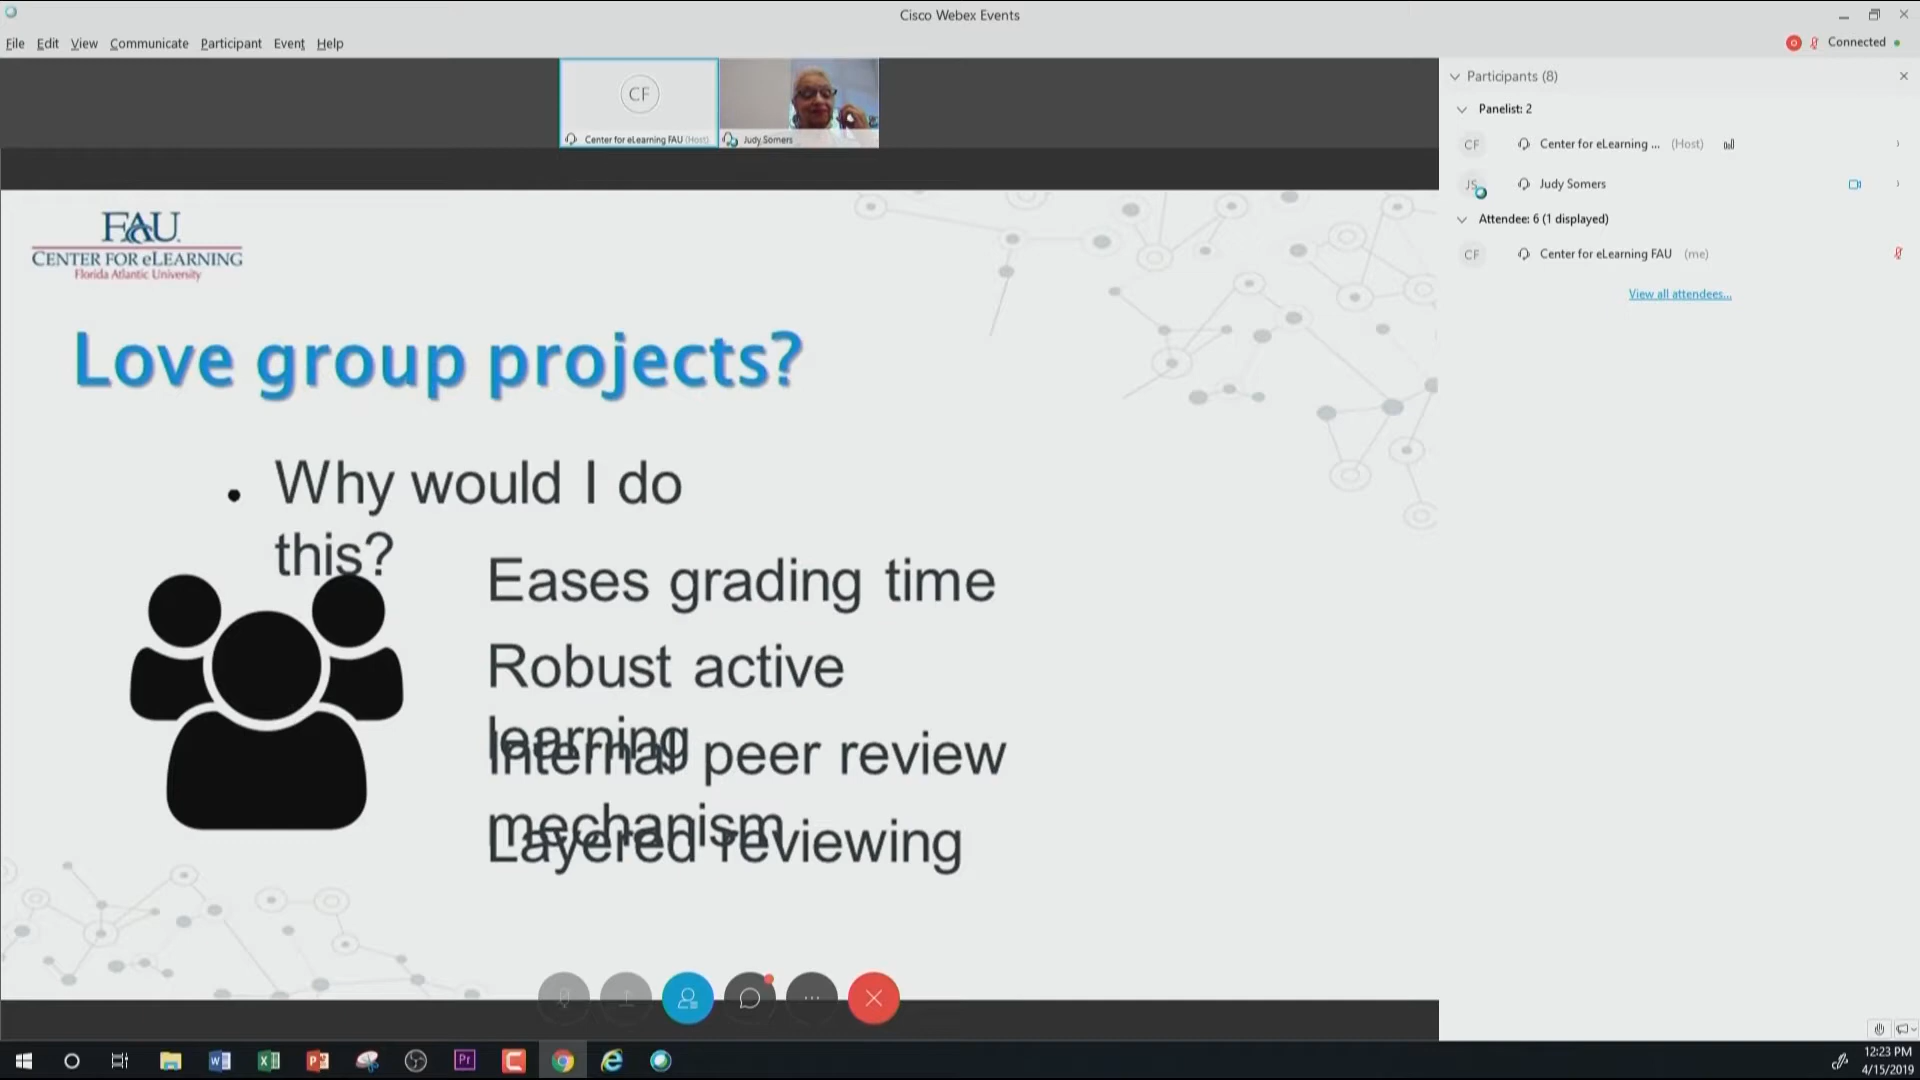 Cisco Webex Events
File Edit View Communicate Participant Event Help
Connected
CF
Center for eLearning FAU (Host)
Judy Somers
Participants (8)
Panelist: 2
CF Center for eLearning ... (Host)
JS Judy Somers
Attendee: 6 (1 displayed)
CF Center for eLearning FAU (me)
View all attendees...
FAU
CENTER FOR eLEARNING
Florida Atlantic University
Love group projects?
• Why would I do
this?
Eases grading time
Robust active
learning
Internal peer review
mechanism
Layered reviewing
Pr
12:23 PM
4/15/2019